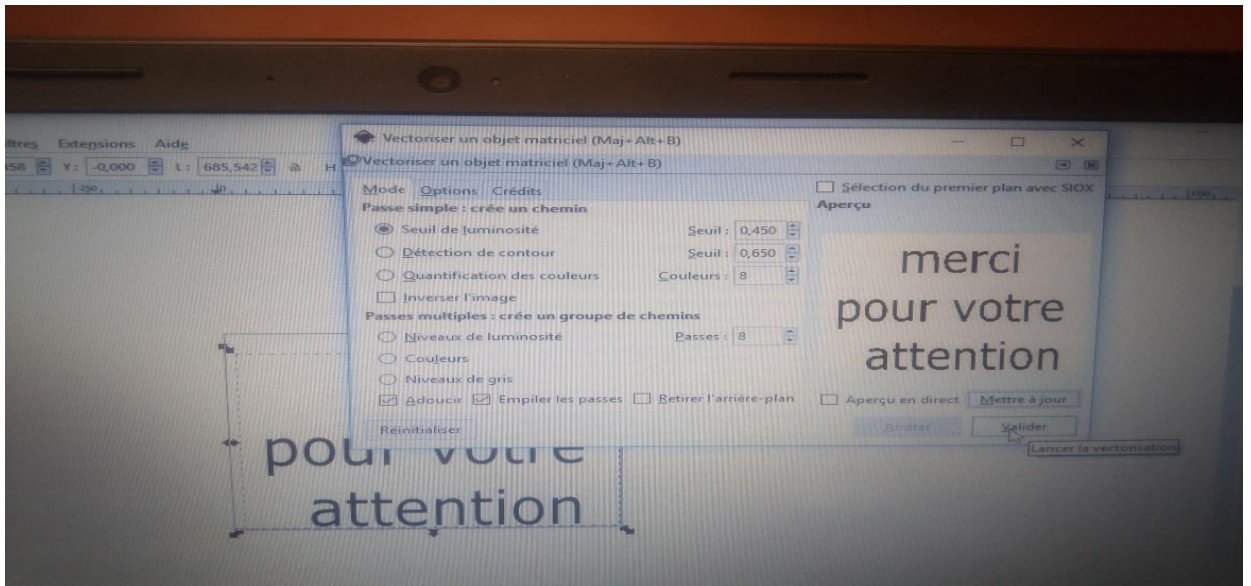 Vectoriser un objet matriciel (Maj+Alt+B)
Extensions Aide
Vectoriser un objet matriciel (Maj+Alt+B)
Y: -0,000 L: 685,542 H
Mode Options Crédits
Sélection du premier plan avec SIOX
Passe simple : crée un chemin
Aperçu
Seuil de luminosité Seuil : 0,450
Détection de contour Seuil : 0,650
Quantification des couleurs Couleurs : 8
Inverser l'image
Passes multiples : crée un groupe de chemins
Niveaux de luminosité Passes : 8
Couleurs
Niveaux de gris
Adoucir Empiler les passes Retirer l'arrière-plan
merci
pour votre
attention
Aperçu en direct Mettre à jour
Réinitialiser
Arrêter Valider
Lancer la vectorisation
pour votre
attention